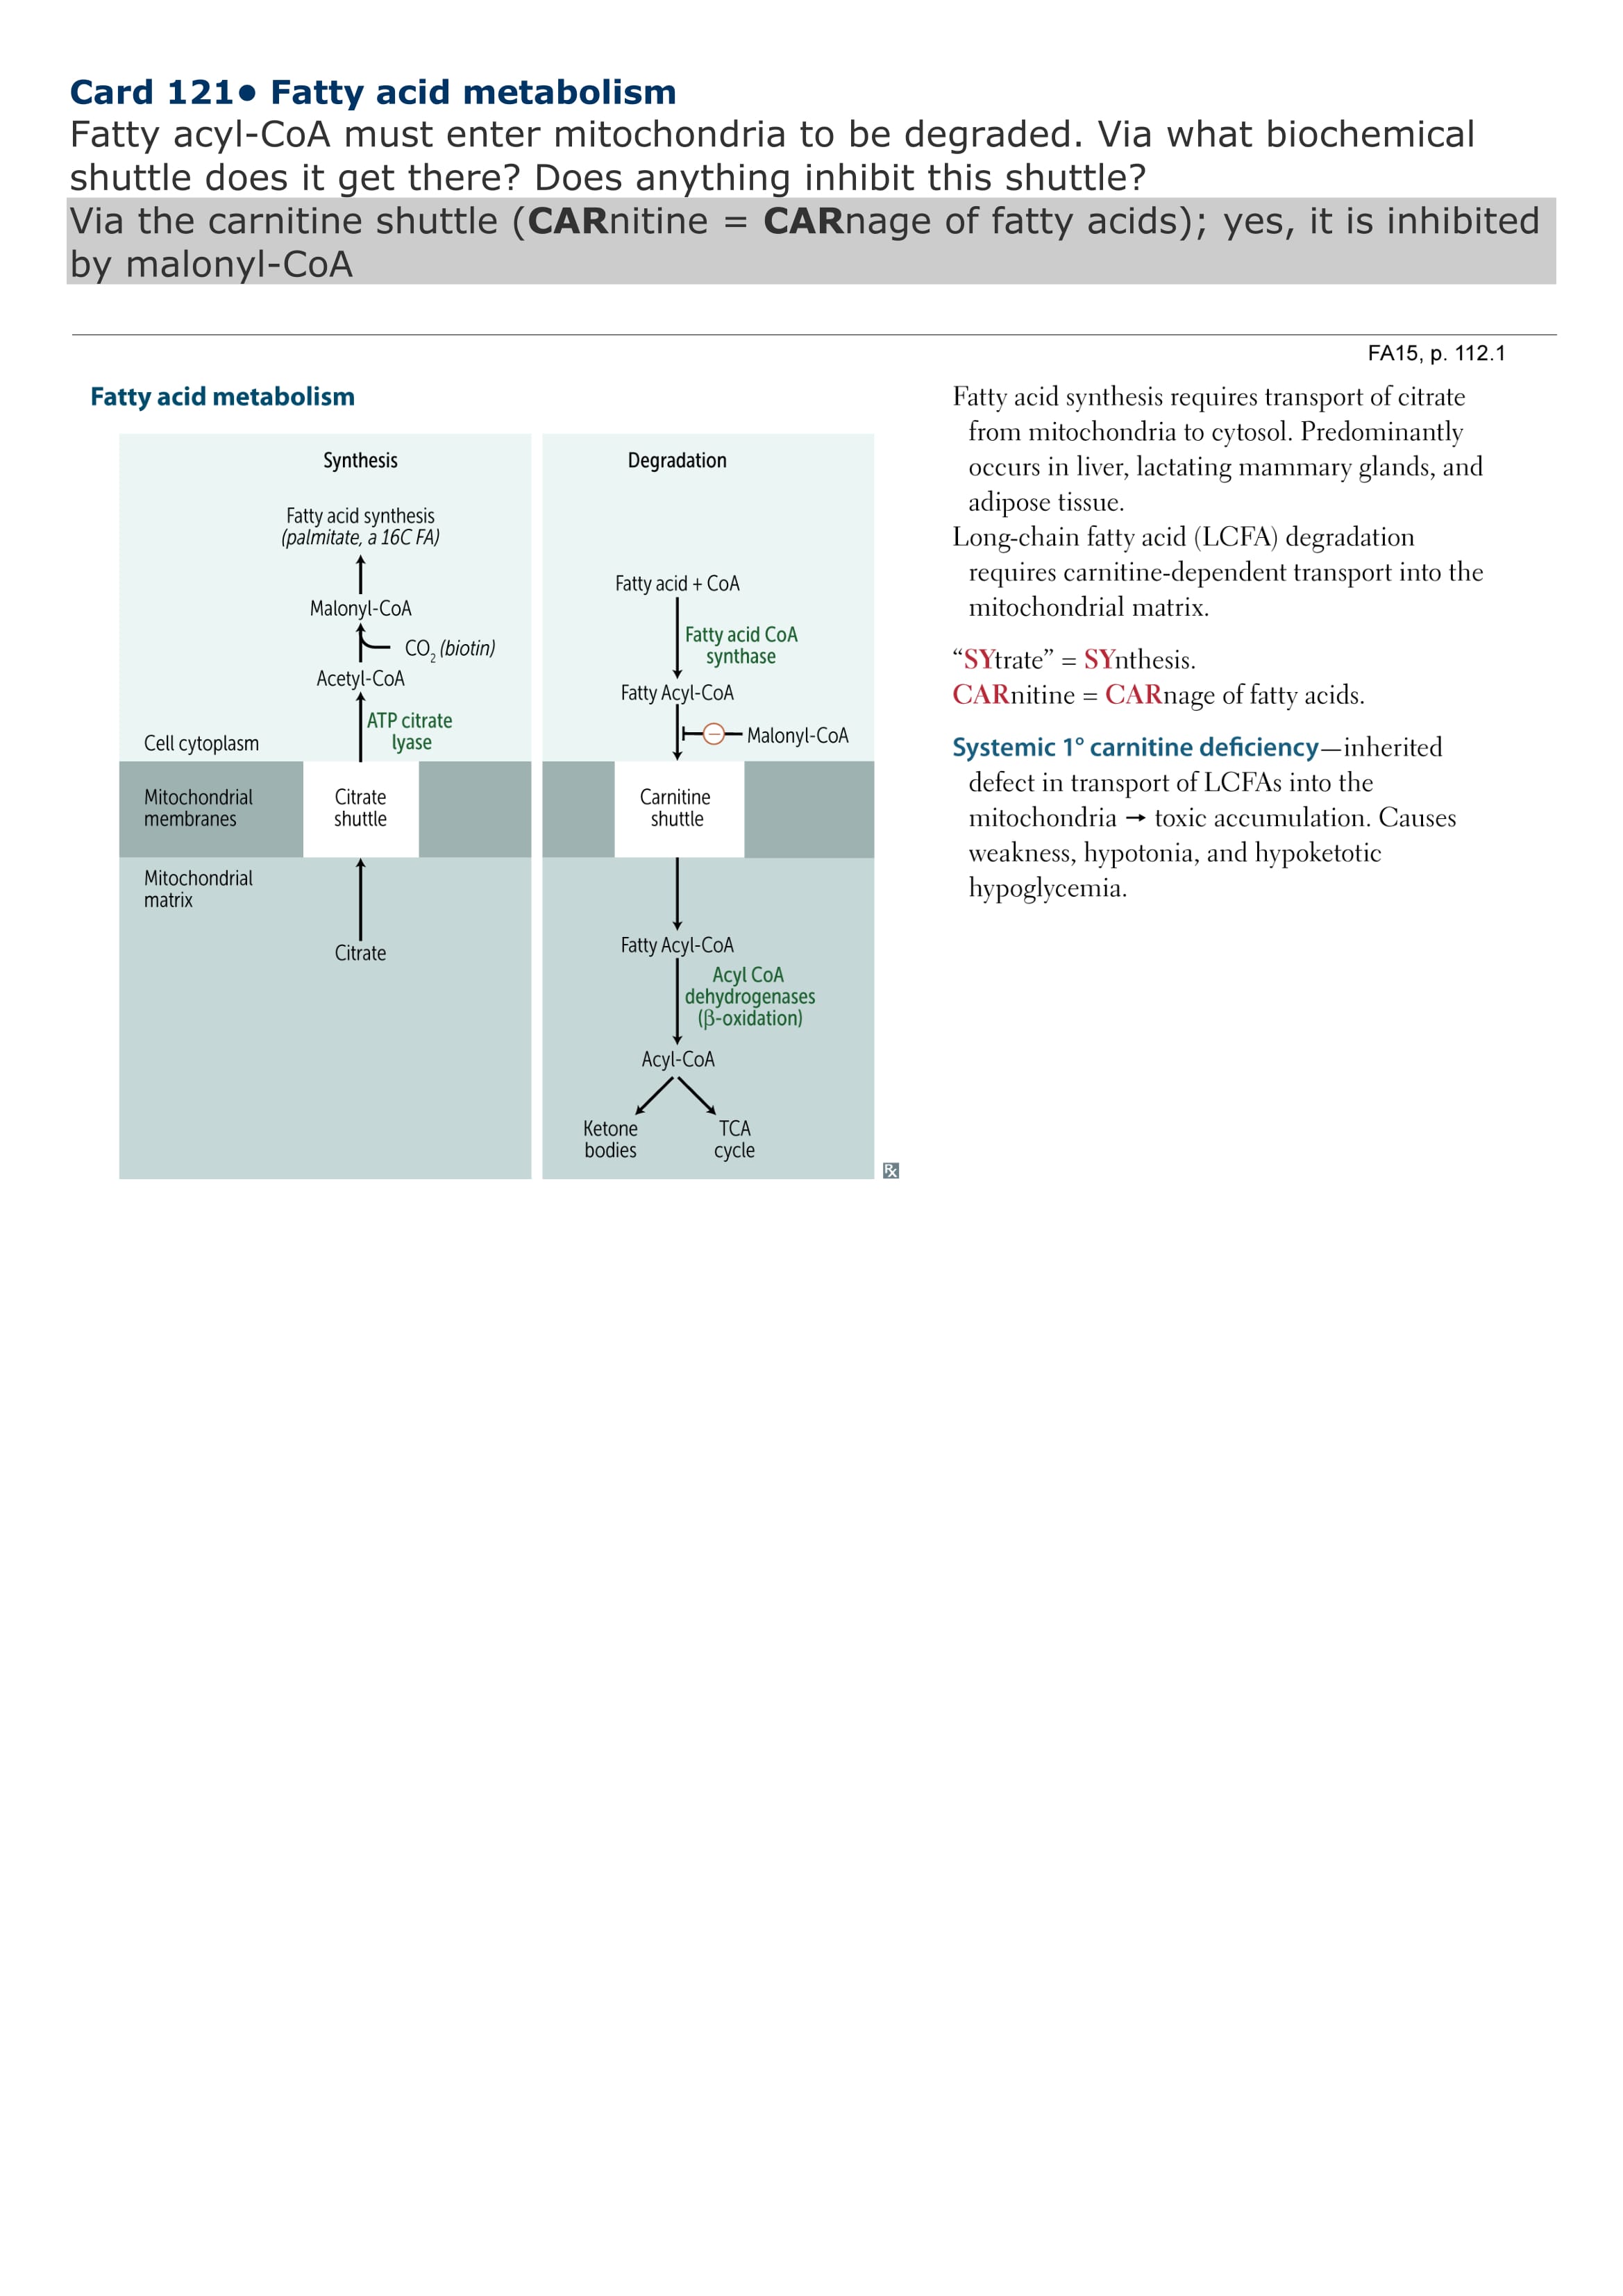 Card 121• Fatty acid metabolism
Fatty acyl-CoA must enter mitochondria to be degraded. Via what biochemical
shuttle does it get there? Does anything inhibit this shuttle?
Via the carnitine shuttle (CARnitine = CARnage of fatty acids); yes, it is inhibited
by malonyl-CoA
FA15, p. 112.1
Fatty acid metabolism
Synthesis
Fatty acid synthesis
(palmitate, a 16C FA)
Malonyl-CoA
CO2 (biotin)
Acetyl-CoA
ATP citrate
lyase
Cell cytoplasm
Mitochondrial
membranes
Citrate
shuttle
Mitochondrial
matrix
Citrate
Degradation
Fatty acid + CoA
Fatty acid CoA
synthase
Fatty Acyl-CoA
Malonyl-CoA
Carnitine
shuttle
Fatty Acyl-CoA
Acyl CoA
dehydrogenases
(β-oxidation)
Acyl-CoA
Ketone
bodies
TCA
cycle
Rx
Fatty acid synthesis requires transport of citrate
from mitochondria to cytosol. Predominantly
occurs in liver, lactating mammary glands, and
adipose tissue.
Long-chain fatty acid (LCFA) degradation
requires carnitine-dependent transport into the
mitochondrial matrix.
“SYtrate” = SYnthesis.
CARnitine = CARnage of fatty acids.
Systemic 1° carnitine deficiency—inherited
defect in transport of LCFAs into the
mitochondria → toxic accumulation. Causes
weakness, hypotonia, and hypoketotic
hypoglycemia.